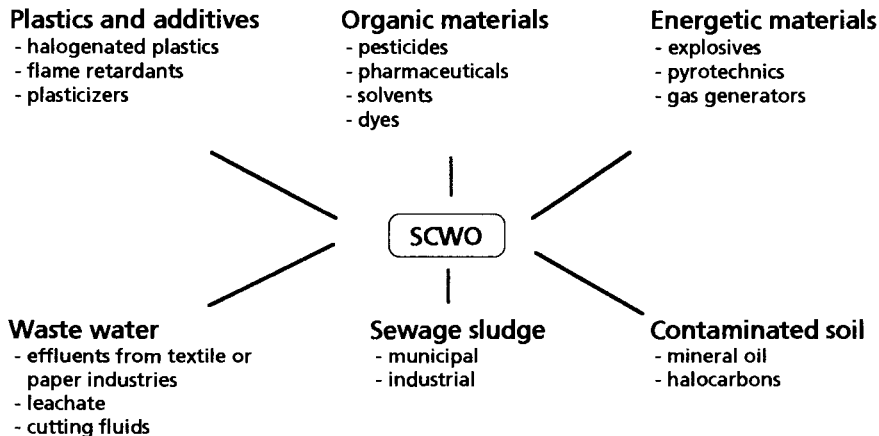 Plastics and additives
- halogenated plastics
- flame retardants
- plasticizers
Organic materials
- pesticides
- pharmaceuticals
- solvents
- dyes
Energetic materials
- explosives
- pyrotechnics
- gas generators
SCWO
Waste water
- effluents from textile or
paper industries
- leachate
- cutting fluids
Sewage sludge
- municipal
- industrial
Contaminated soil
- mineral oil
- halocarbons